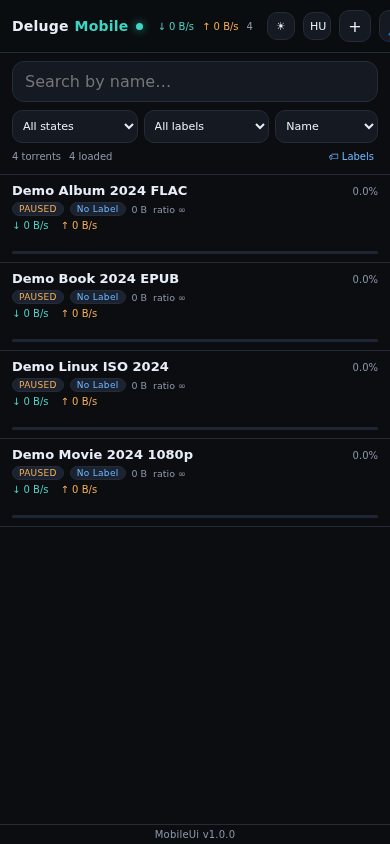 Deluge Mobile ↓ 0 B/s ↑ 0 B/s 4 HU +
Search by name...
All states All labels Name
4 torrents 4 loaded Labels
Demo Album 2024 FLAC 0.0%
PAUSED No Label 0 B ratio ∞
↓ 0 B/s ↑ 0 B/s
Demo Book 2024 EPUB 0.0%
PAUSED No Label 0 B ratio ∞
↓ 0 B/s ↑ 0 B/s
Demo Linux ISO 2024 0.0%
PAUSED No Label 0 B ratio ∞
↓ 0 B/s ↑ 0 B/s
Demo Movie 2024 1080p 0.0%
PAUSED No Label 0 B ratio ∞
↓ 0 B/s ↑ 0 B/s
MobileUi v1.0.0